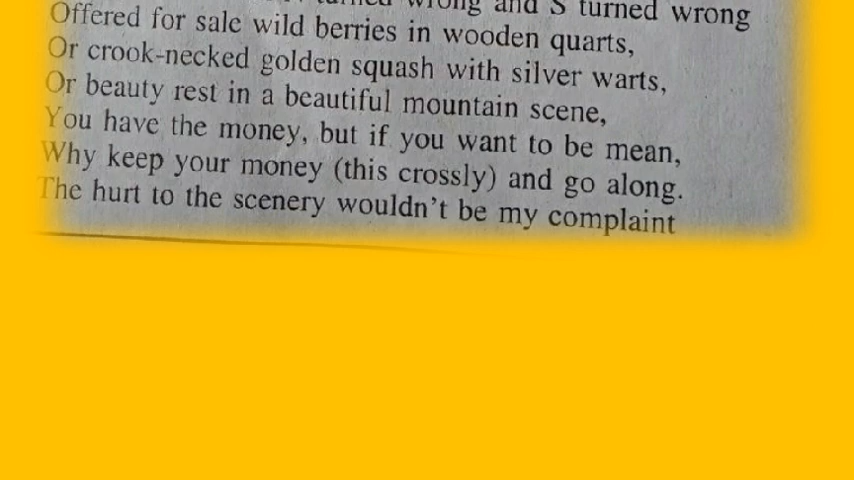 turned wrong and S turned wrong
Offered for sale wild berries in wooden quarts,
Or crook-necked golden squash with silver warts,
Or beauty rest in a beautiful mountain scene,
You have the money, but if you want to be mean,
Why keep your money (this crossly) and go along.
The hurt to the scenery wouldn't be my complaint